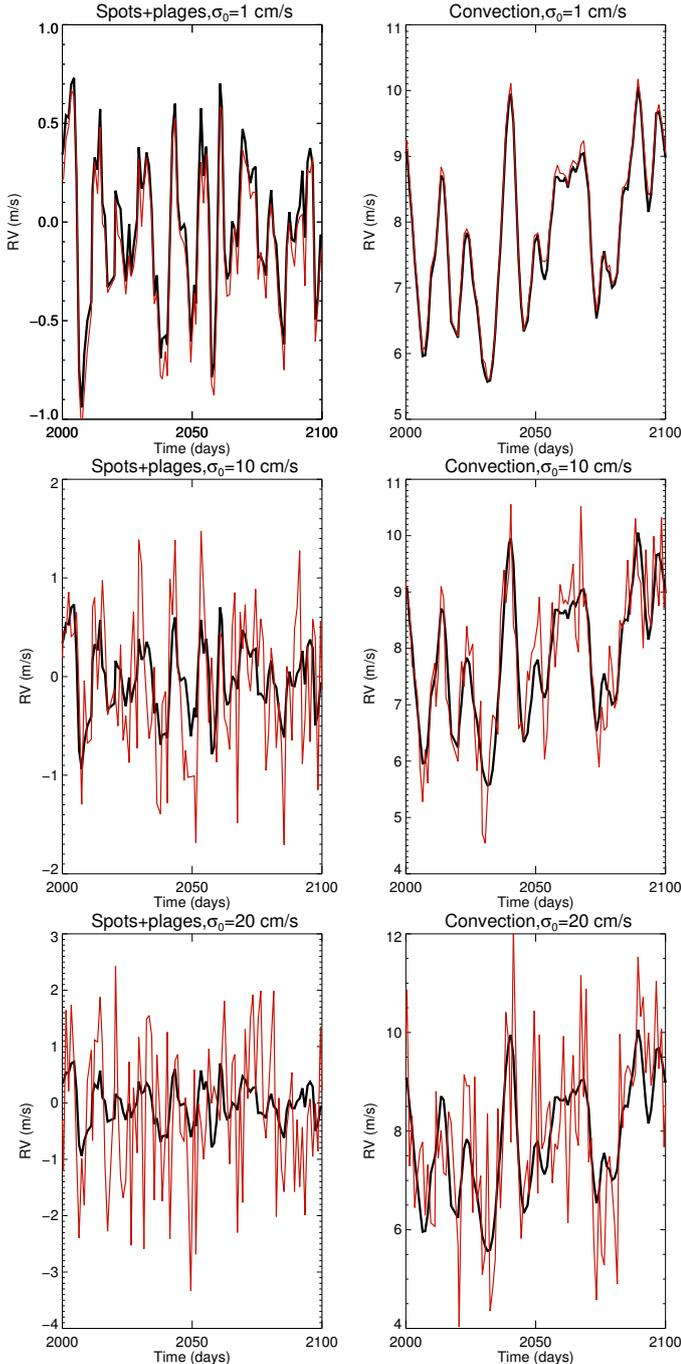 Spots+plages,σ₀=1 cm/s
1.0
0.5
0.0
−0.5
−1.0
RV (m/s)
2000 2050 2100
Time (days)
Convection,σ₀=1 cm/s
11
10
9
8
7
6
5
RV (m/s)
2000 2050 2100
Time (days)
Spots+plages,σ₀=10 cm/s
2
1
0
−1
−2
RV (m/s)
2000 2050 2100
Time (days)
Convection,σ₀=10 cm/s
11
10
9
8
7
6
5
4
RV (m/s)
2000 2050 2100
Time (days)
Spots+plages,σ₀=20 cm/s
3
2
1
0
−1
−2
−3
−4
RV (m/s)
2000 2050 2100
Time (days)
Convection,σ₀=20 cm/s
12
10
8
6
4
RV (m/s)
2000 2050 2100
Time (days)